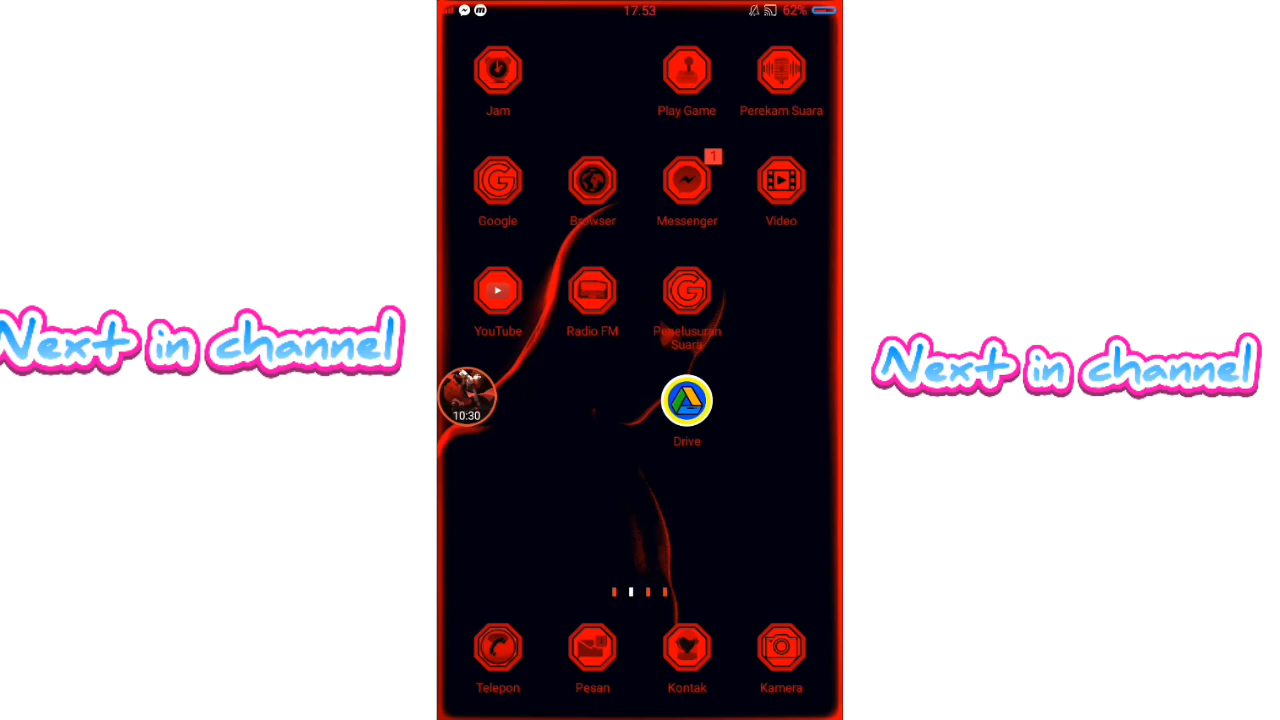 17.53
62%
Jam
Play Game
Perekam Suara
1
Google
Browser
Messenger
Video
YouTube
Radio FM
Penelusuran
Suara
Next in channel
Next in channel
10:30
Drive
Telepon
Pesan
Kontak
Kamera